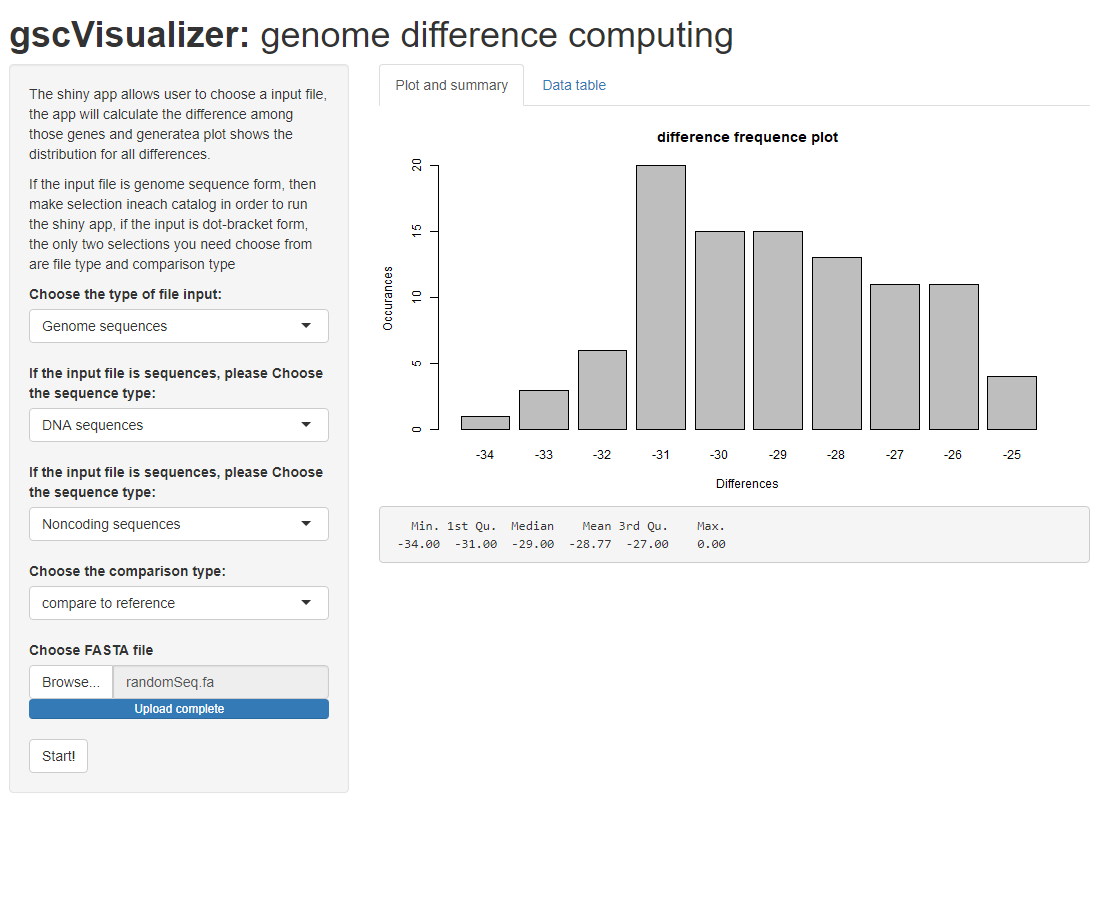 gscVisualizer: genome difference computing
The shiny app allows user to choose a input file,
the app will calculate the difference among
those genes and generatea plot shows the
distribution for all differences.
If the input file is genome sequence form, then
make selection ineach catalog in order to run
the shiny app, if the input is dot-bracket form,
the only two selections you need choose from
are file type and comparison type
Choose the type of file input:
Genome sequences
If the input file is sequences, please Choose
the sequence type:
DNA sequences
If the input file is sequences, please Choose
the sequence type:
Noncoding sequences
Choose the comparison type:
compare to reference
Choose FASTA file
Browse... randomSeq.fa
Upload complete
Start!
Plot and summary Data table
difference frequence plot
Occurances
20
15
10
5
0
-34 -33 -32 -31 -30 -29 -28 -27 -26 -25
Differences
Min. 1st Qu. Median Mean 3rd Qu. Max.
-34.00 -31.00 -29.00 -28.77 -27.00 0.00